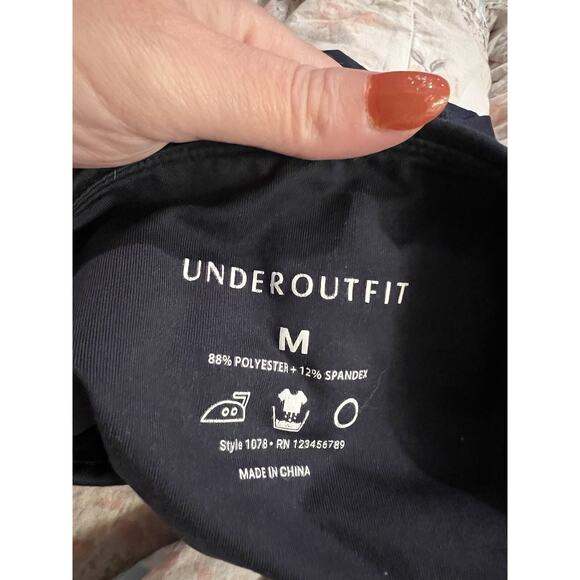 UNDEROUTFIT
M
88% POLYESTER + 12% SPANDEX
Style 1078 • RN 123456789
MADE IN CHINA